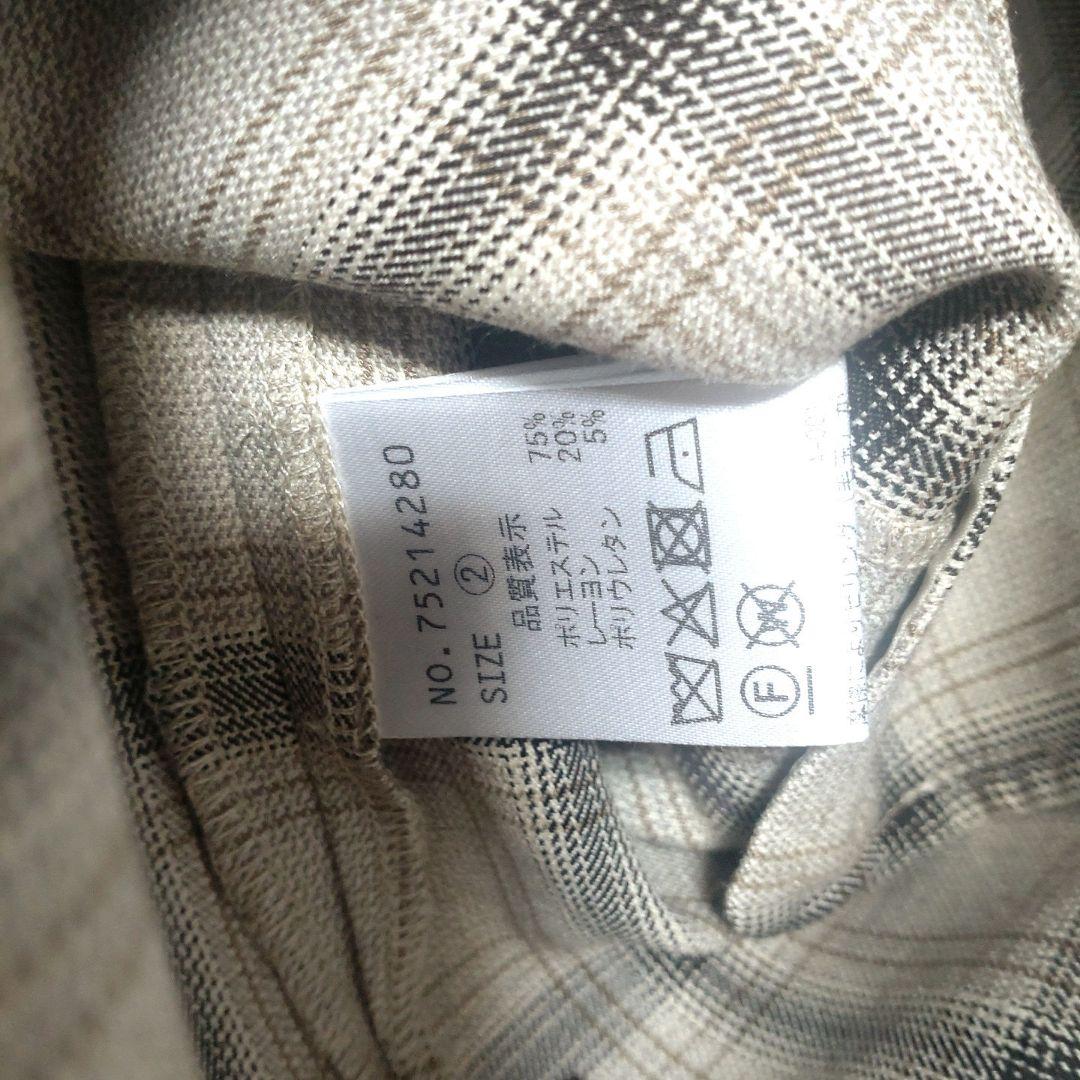 NO.75214280
SIZE ②
品質表示
ポリエステル 75%
レーヨン 20%
ポリウレタン 5%
F
W